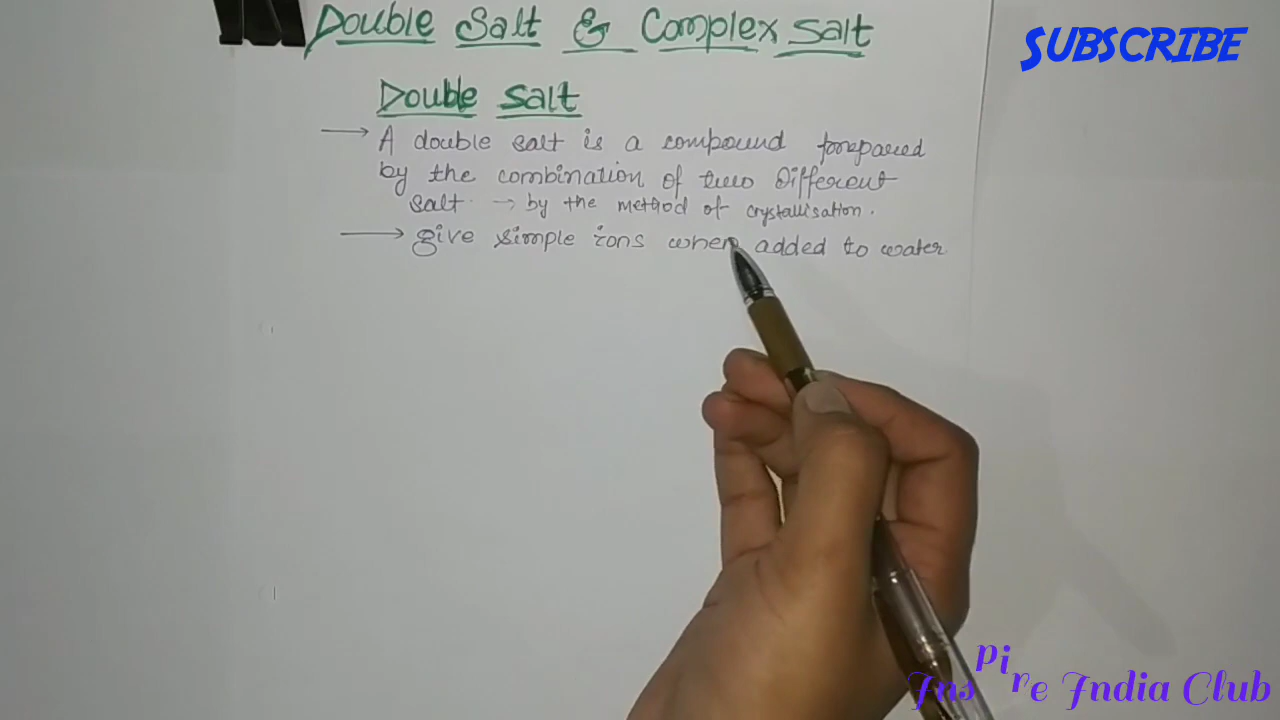 Double Salt & Complex Salt
SUBSCRIBE
Double Salt
→ A double salt is a compound prepared
by the combination of two Different
salt → by the method of crystallisation.
→ give simple ions when added to water
Inspire India Club